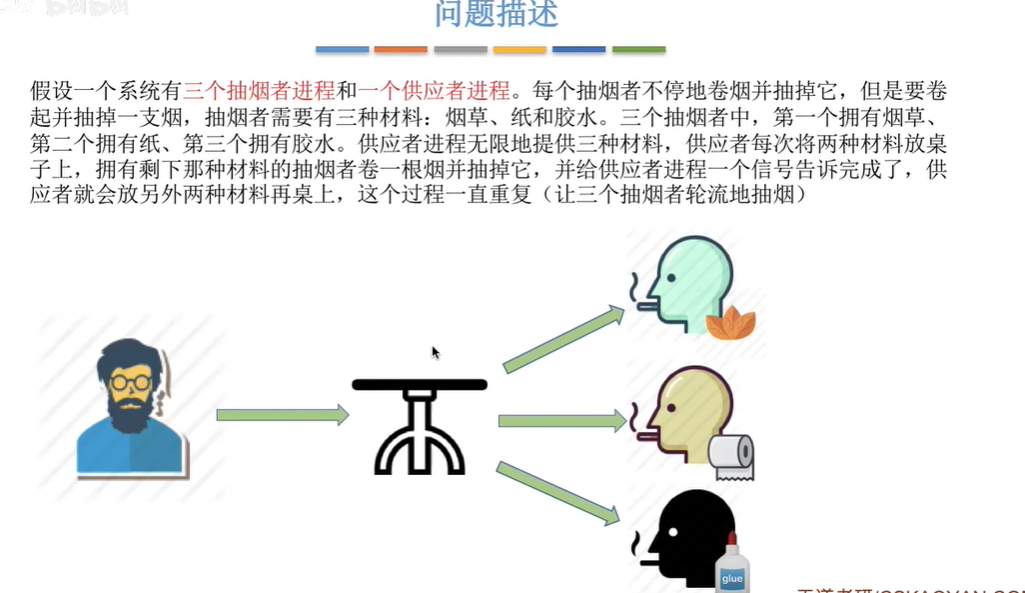 问题描述
假设一个系统有三个抽烟者进程和一个供应者进程。每个抽烟者不停地卷烟并抽掉它，但是要卷
起并抽掉一支烟，抽烟者需要有三种材料：烟草、纸和胶水。三个抽烟者中，第一个拥有烟草、
第二个拥有纸、第三个拥有胶水。供应者进程无限地提供三种材料，供应者每次将两种材料放桌
子上，拥有剩下那种材料的抽烟者卷一根烟并抽掉它，并给供应者进程一个信号告诉完成了，供
应者就会放另外两种材料再桌上，这个过程一直重复（让三个抽烟者轮流地抽烟）
glue